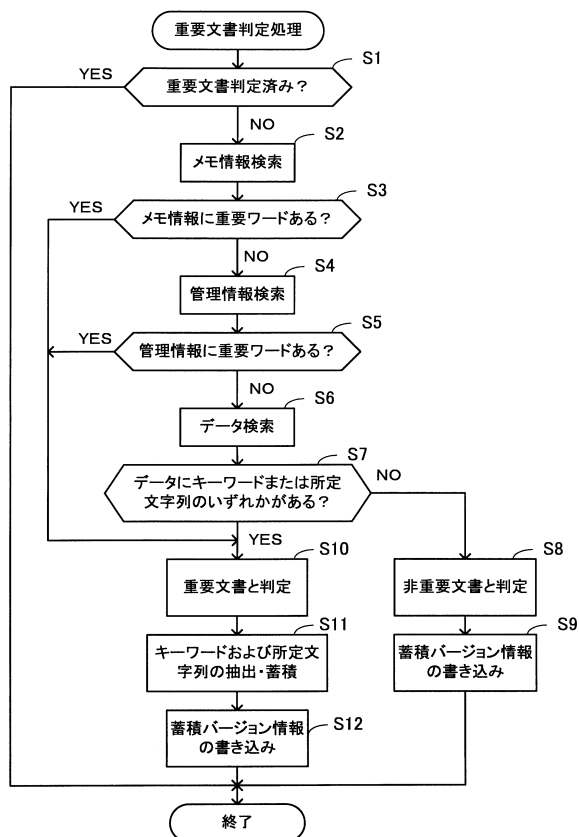 重要文書判定処理
S1
YES
重要文書判定済み？
NO
S2
メモ情報検索
S3
YES
メモ情報に重要ワードある？
NO
S4
管理情報検索
S5
YES
管理情報に重要ワードある？
NO
S6
データ検索
S7
データにキーワードまたは所定
文字列のいずれかがある？
NO
YES
S10
重要文書と判定
S8
非重要文書と判定
S11
キーワードおよび所定文
字列の抽出・蓄積
S9
蓄積バージョン情報
の書き込み
S12
蓄積バージョン情報
の書き込み
終了